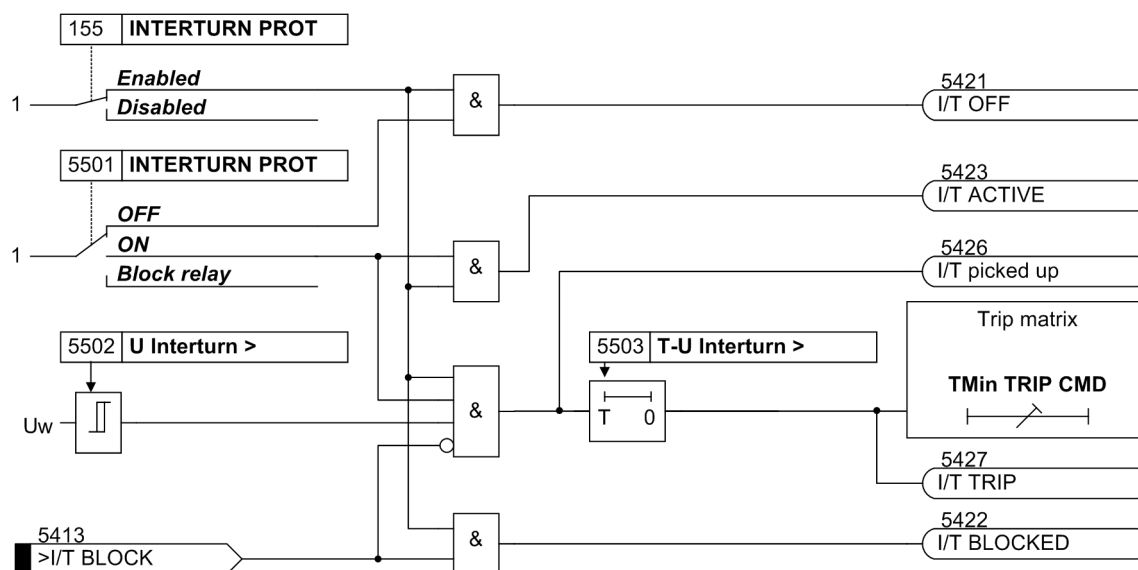 155 INTERTURN PROT
Enabled
1
Disabled
&
5421
I/T OFF
5501 INTERTURN PROT
OFF
1
ON
Block relay
&
5423
I/T ACTIVE
5426
I/T picked up
5502 U Interturn >
Uw
&
5503 T-U Interturn >
T 0
Trip matrix
TMin TRIP CMD
5427
I/T TRIP
5413
>I/T BLOCK
&
5422
I/T BLOCKED